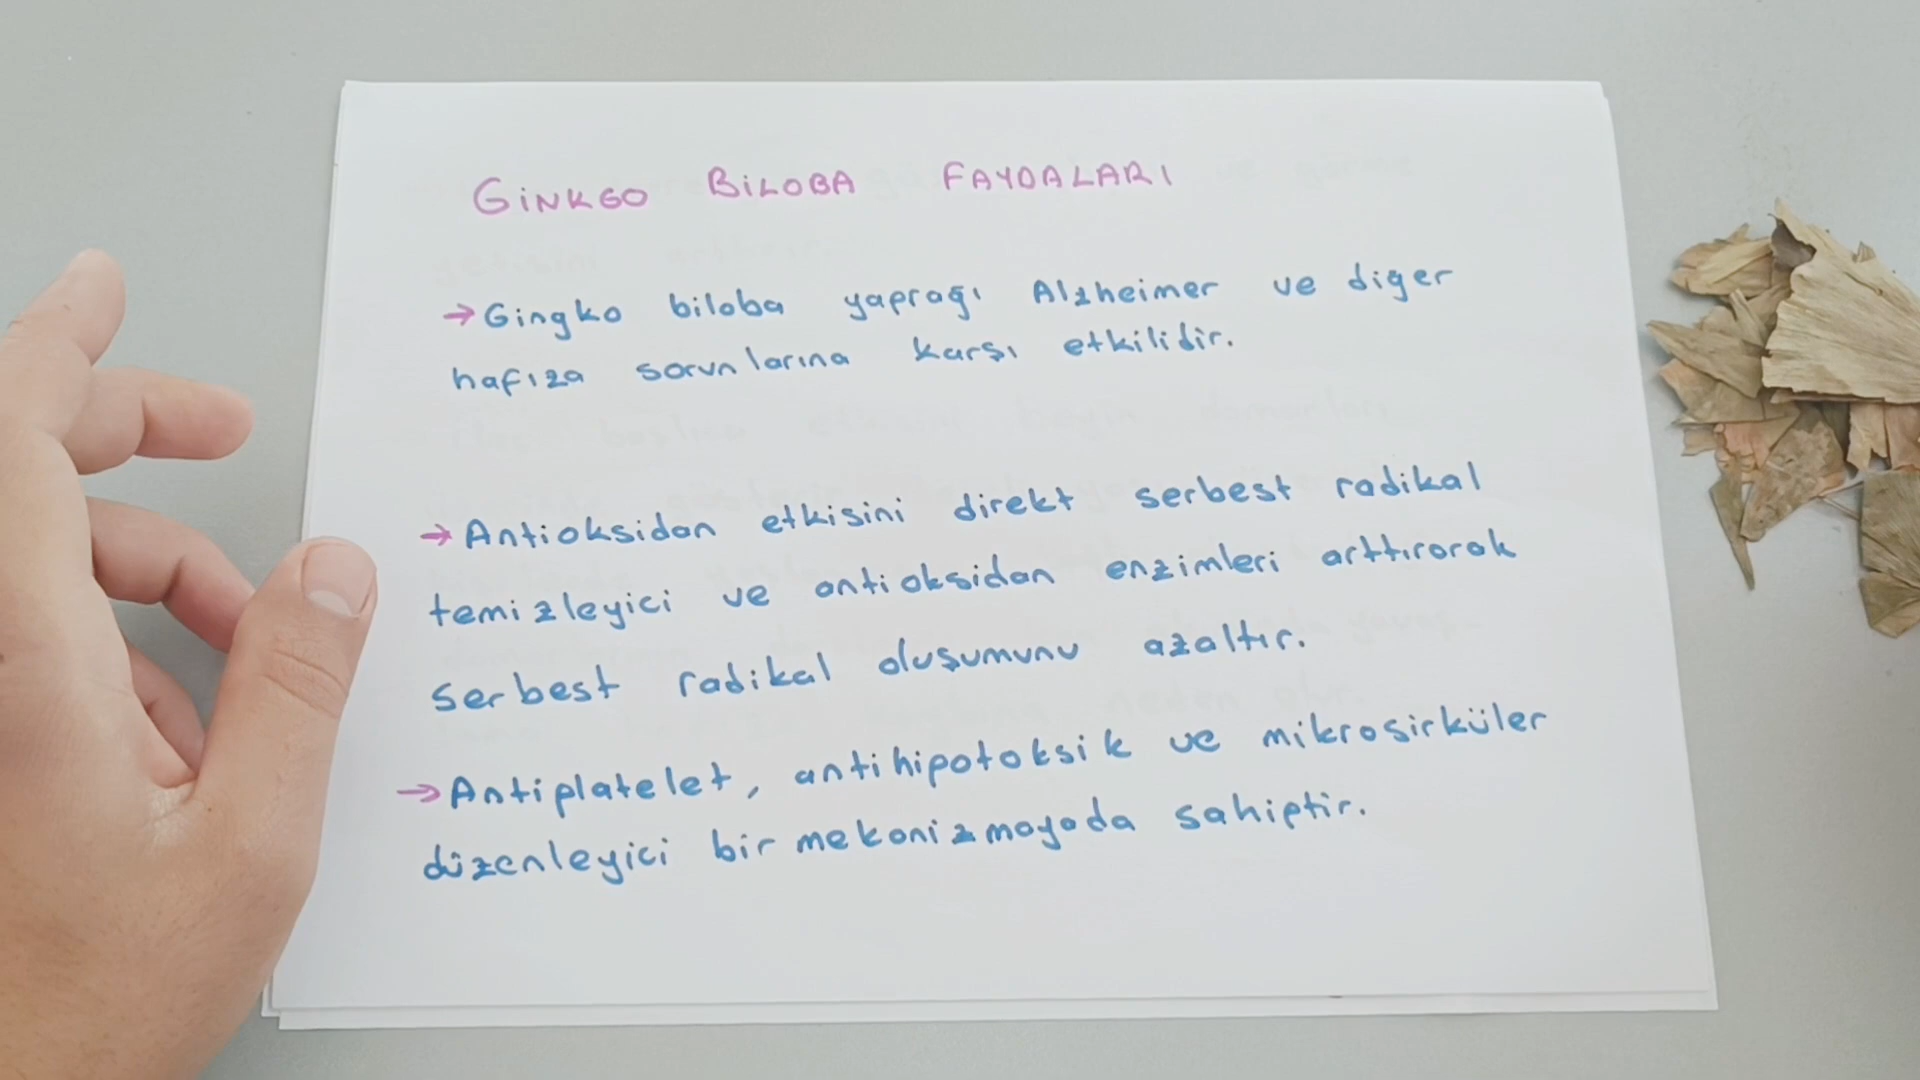 GiNKGO BiLOBA FAYDALARI
→ Gingko biloba yaprağı Alzheimer ve diğer
hafıza sorunlarına karşı etkilidir.
→ Antioksidan etkisini direkt serbest radikal
temizleyici ve antioksidan enzimleri arttırarak
serbest radikal oluşumunu azaltır.
→ Antiplatelet, antihipotoksik ve mikrosirküler
düzenleyici bir mekanizmayada sahiptir.